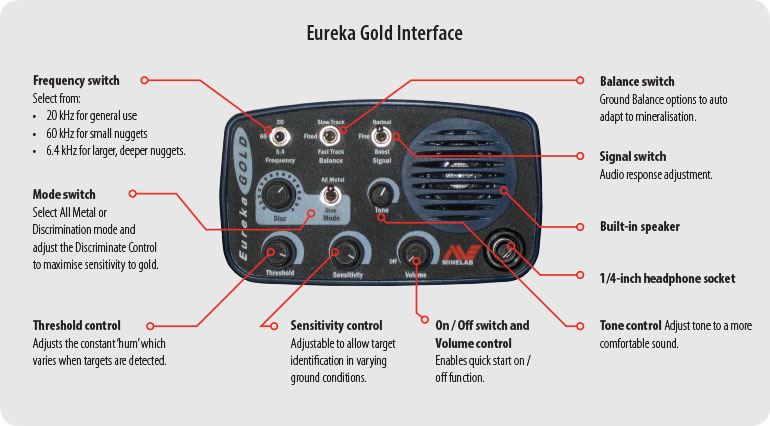 Eureka Gold Interface
Frequency switch
Select from:
• 20 kHz for general use
• 60 kHz for small nuggets
• 6.4 kHz for larger, deeper nuggets.
Mode switch
Select All Metal or
Discrimination mode and
adjust the Discriminate Control
to maximise sensitivity to gold.
Threshold control
Adjusts the constant ‘hum’ which
varies when targets are detected.
Sensitivity control
Adjustable to allow target
identification in varying
ground conditions.
On / Off switch and
Volume control
Enables quick start on /
off function.
Balance switch
Ground Balance options to auto
adapt to mineralisation.
Signal switch
Audio response adjustment.
Built-in speaker
1/4-inch headphone socket
Tone control Adjust tone to a more
comfortable sound.
Eureka GOLD
20
60
6.4
Frequency
Slow Track
Fixed
Fast Track
Balance
Normal
Fine
Boost
Signal
All Metal
Disc
Mode
Disc
Tone
Threshold
Sensitivity
Off
Volume
MINELAB